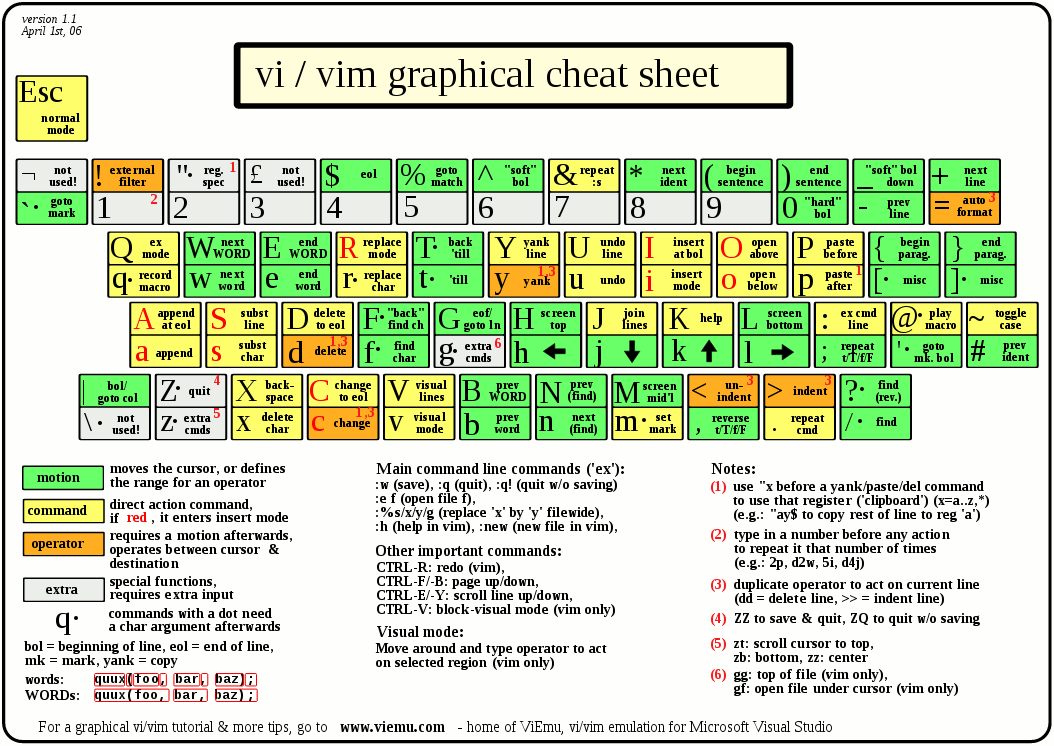 version 1.1
April 1st, 06
vi / vim graphical cheat sheet
Esc normal mode
¬ not used!
! external filter
". reg. spec 1
£ not used!
$ eol
% goto match
^ "soft" bol
& repeat :s
* next ident
( begin sentence
) end sentence
_ "soft" bol down
+ next line
`. goto mark
1 2
2
3
4
5
6
7
8
9
0 "hard" bol
- prev line
= auto format 3
Q ex mode
W next WORD
E end WORD
R replace mode
T. back 'till
Y yank line
U undo line
I insert at bol
O open above
P paste before
{ begin parag.
} end parag.
q. record macro
w next word
e end word
r. replace char
t. 'till
y yank 1,3
u undo
i insert mode
o open below
p paste after 1
[. misc
]. misc
A append at eol
S subst line
D delete to eol
F. "back" find ch
G eof/ goto ln
H screen top
J join lines
K help
L screen bottom
: ex cmd line
@. play macro
~ toggle case
a append
s subst char
d delete 1,3
f. find char
g. extra cmds 6
h ←
j ↓
k ↑
l →
; repeat t/T/f/F
'. goto mk. bol
# prev ident
| bol/ goto col
Z. quit 4
X back-space
C change to eol
V visual lines
B prev WORD
N prev (find)
M screen mid'l
< un-indent 3
> indent 3
?. find (rev.)
\. not used!
z. extra cmds 5
x delete char
c change 1,3
v visual mode
b prev word
n next (find)
m. set mark
, reverse t/T/f/F
. repeat cmd
/. find
motion moves the cursor, or defines
the range for an operator
command direct action command,
if red , it enters insert mode
operator requires a motion afterwards,
operates between cursor &
destination
extra special functions,
requires extra input
q· commands with a dot need
a char argument afterwards
bol = beginning of line, eol = end of line,
mk = mark, yank = copy
words: quux(foo, bar, baz);
WORDs: quux(foo, bar, baz);
Main command line commands ('ex'):
:w (save), :q (quit), :q! (quit w/o saving)
:e f (open file f),
:%s/x/y/g (replace 'x' by 'y' filewide),
:h (help in vim), :new (new file in vim),
Other important commands:
CTRL-R: redo (vim),
CTRL-F/-B: page up/down,
CTRL-E/-Y: scroll line up/down,
CTRL-V: block-visual mode (vim only)
Visual mode:
Move around and type operator to act
on selected region (vim only)
Notes:
(1) use "x before a yank/paste/del command
to use that register ('clipboard') (x=a..z,*)
(e.g.: "ay$ to copy rest of line to reg 'a')
(2) type in a number before any action
to repeat it that number of times
(e.g.: 2p, d2w, 5i, d4j)
(3) duplicate operator to act on current line
(dd = delete line, >> = indent line)
(4) ZZ to save & quit, ZQ to quit w/o saving
(5) zt: scroll cursor to top,
zb: bottom, zz: center
(6) gg: top of file (vim only),
gf: open file under cursor (vim only)
For a graphical vi/vim tutorial & more tips, go to www.viemu.com - home of ViEmu, vi/vim emulation for Microsoft Visual Studio